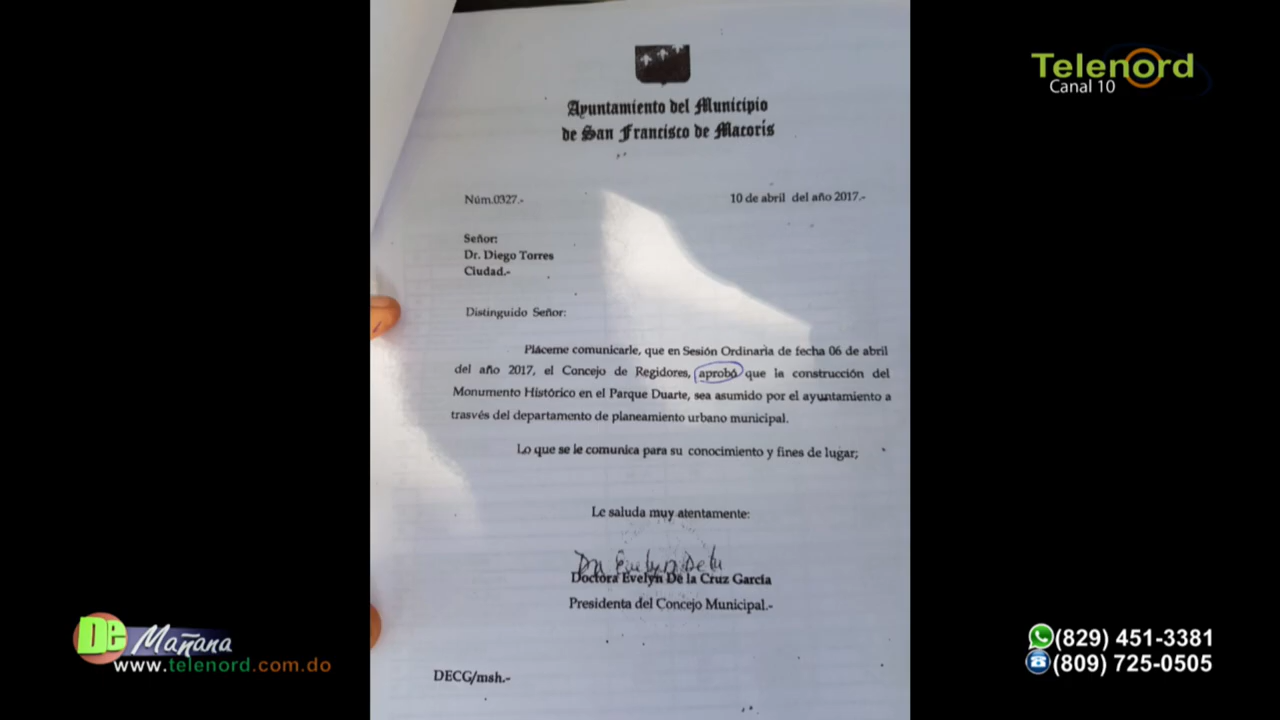 Ayuntamiento del Municipio
de San Francisco de Macorís
Núm.0327.-
10 de abril del año 2017.-
Señor:
Dr. Diego Torres
Ciudad.-
Distinguido Señor:
Pláceme comunicarle, que en Sesión Ordinaria de fecha 06 de abril
del año 2017, el Concejo de Regidores, aprobó que la construcción del
Monumento Histórico en el Parque Duarte, sea asumido por el ayuntamiento a
través del departamento de planeamiento urbano municipal.
Lo que se le comunica para su conocimiento y fines de lugar;
Le saluda muy atentamente:
Dra Evelyn De la
Doctora Evelyn De la Cruz García
Presidenta del Concejo Municipal.-
DECG/msh.-
Telenord
Canal 10
De Mañana
www.telenord.com.do
(829) 451-3381
(809) 725-0505